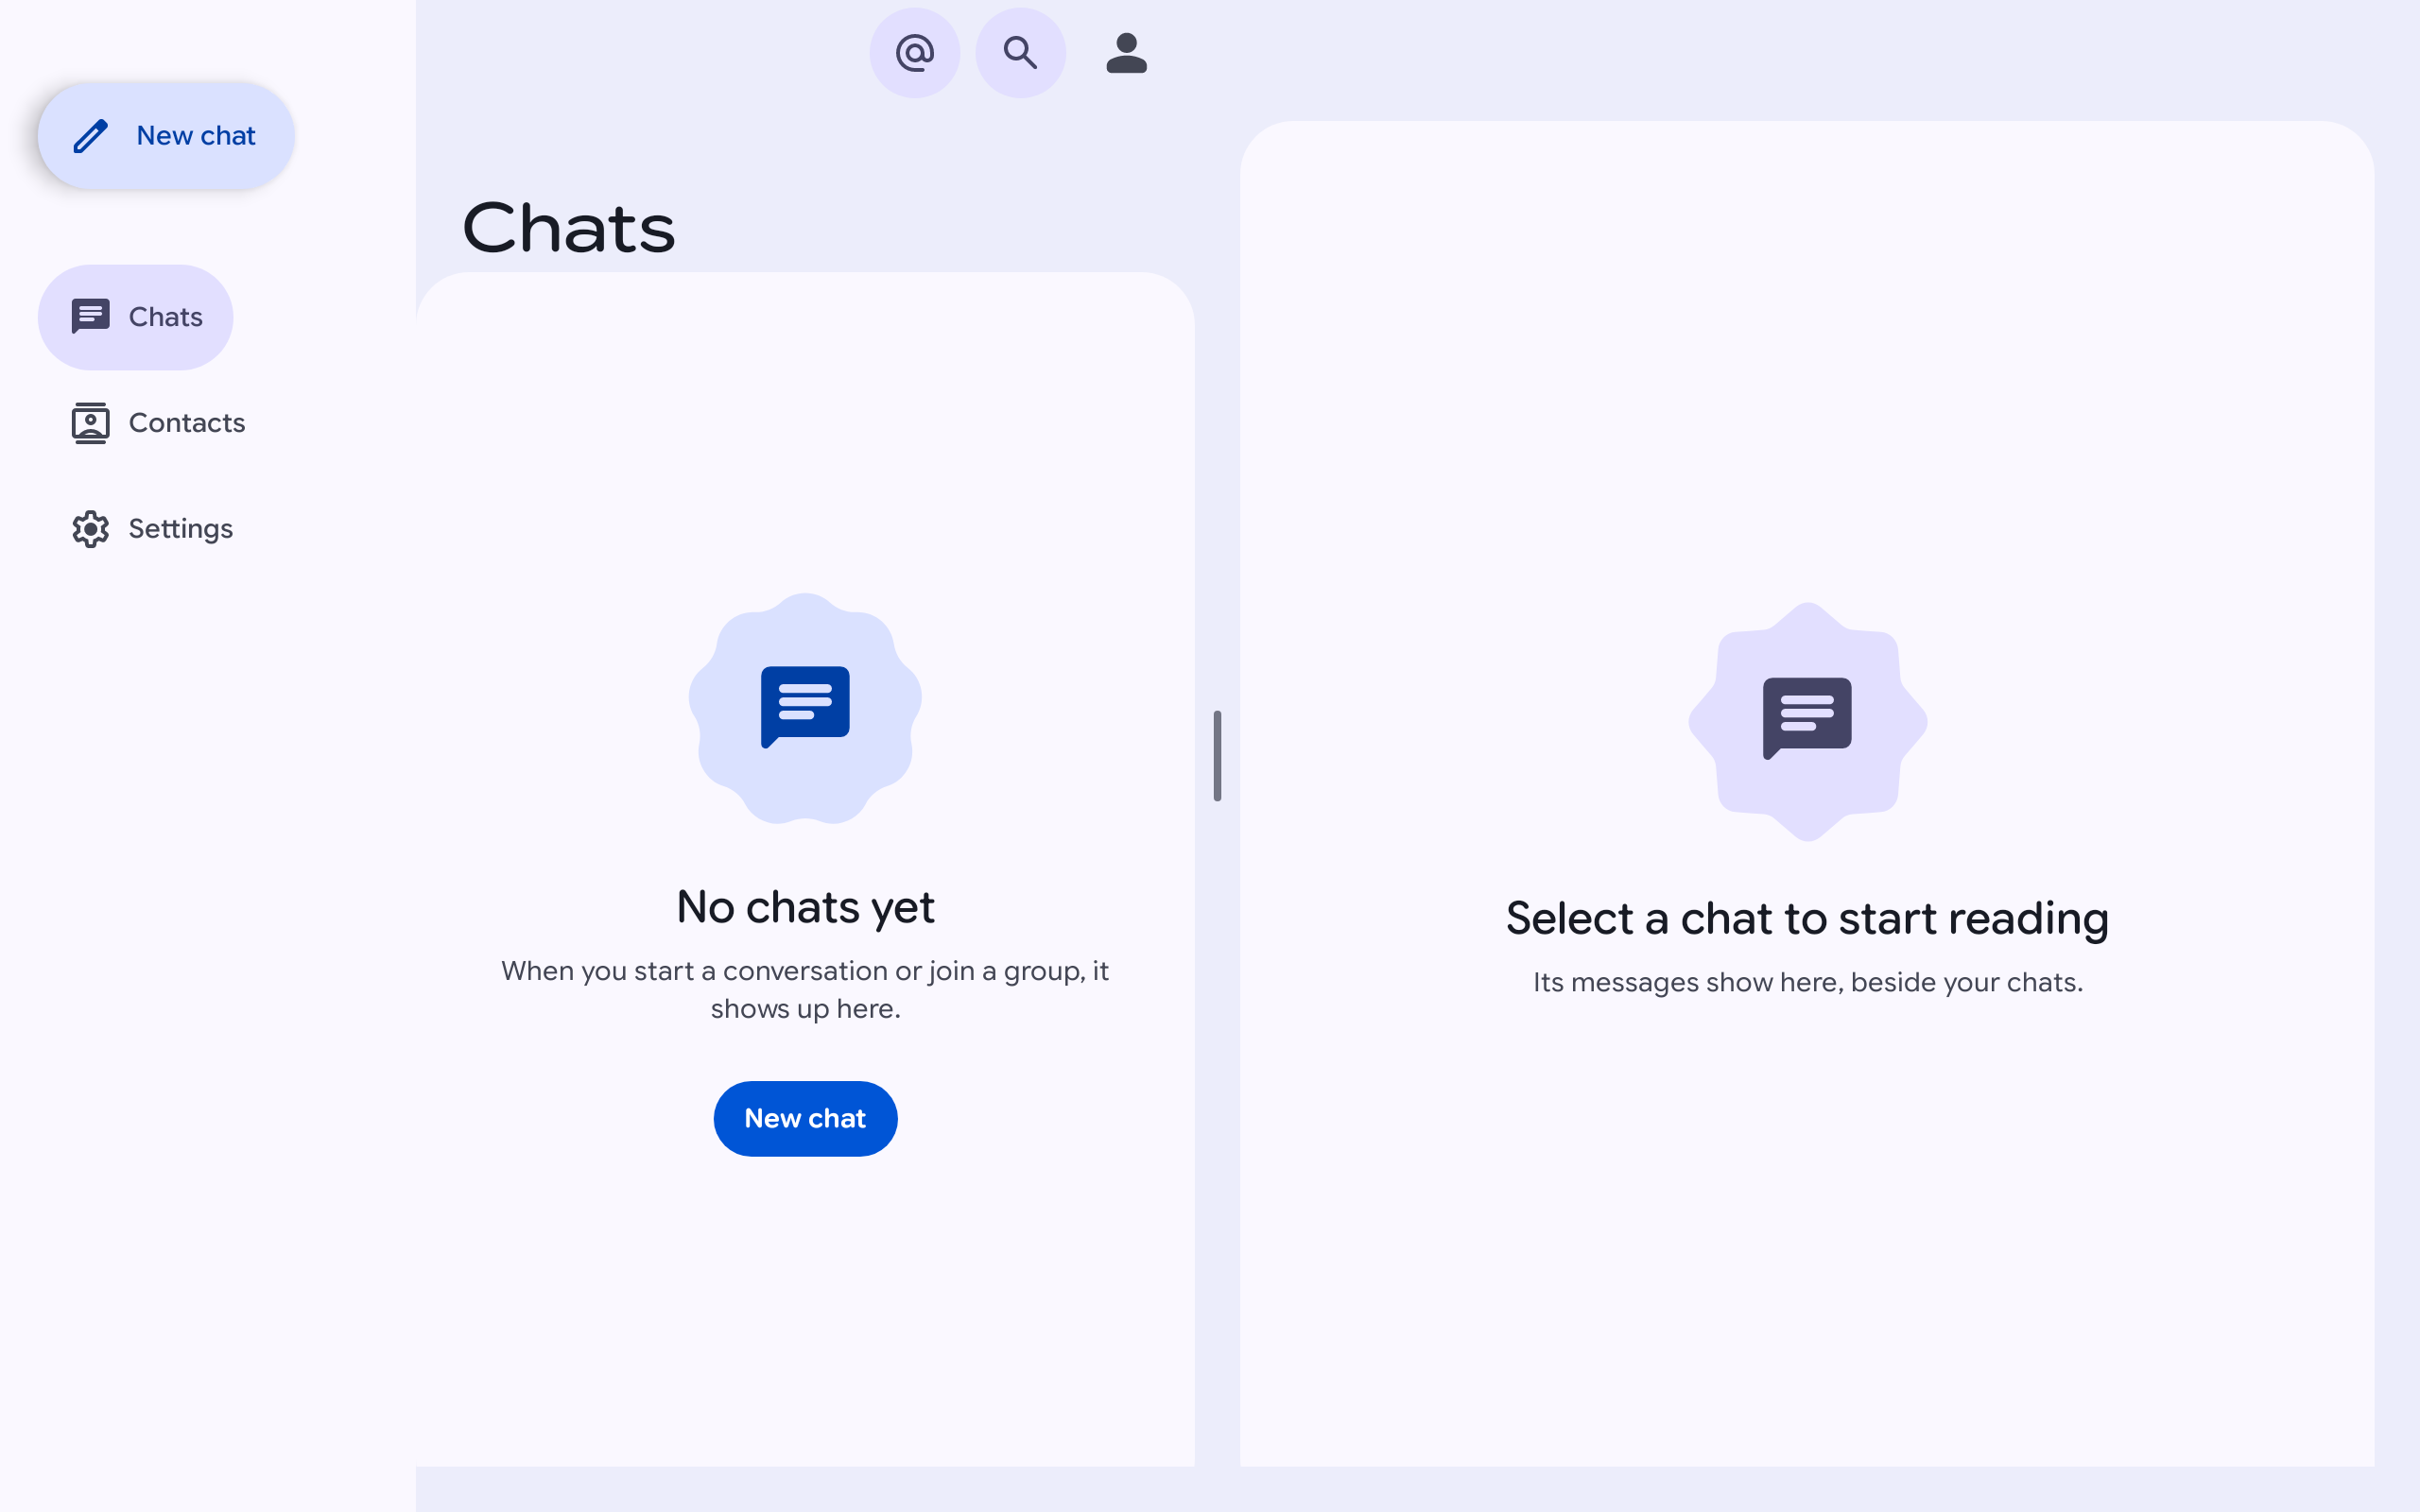 New chat
Chats
Contacts
Settings
Chats
No chats yet
When you start a conversation or join a group, it
shows up here.
New chat
Select a chat to start reading
Its messages show here, beside your chats.